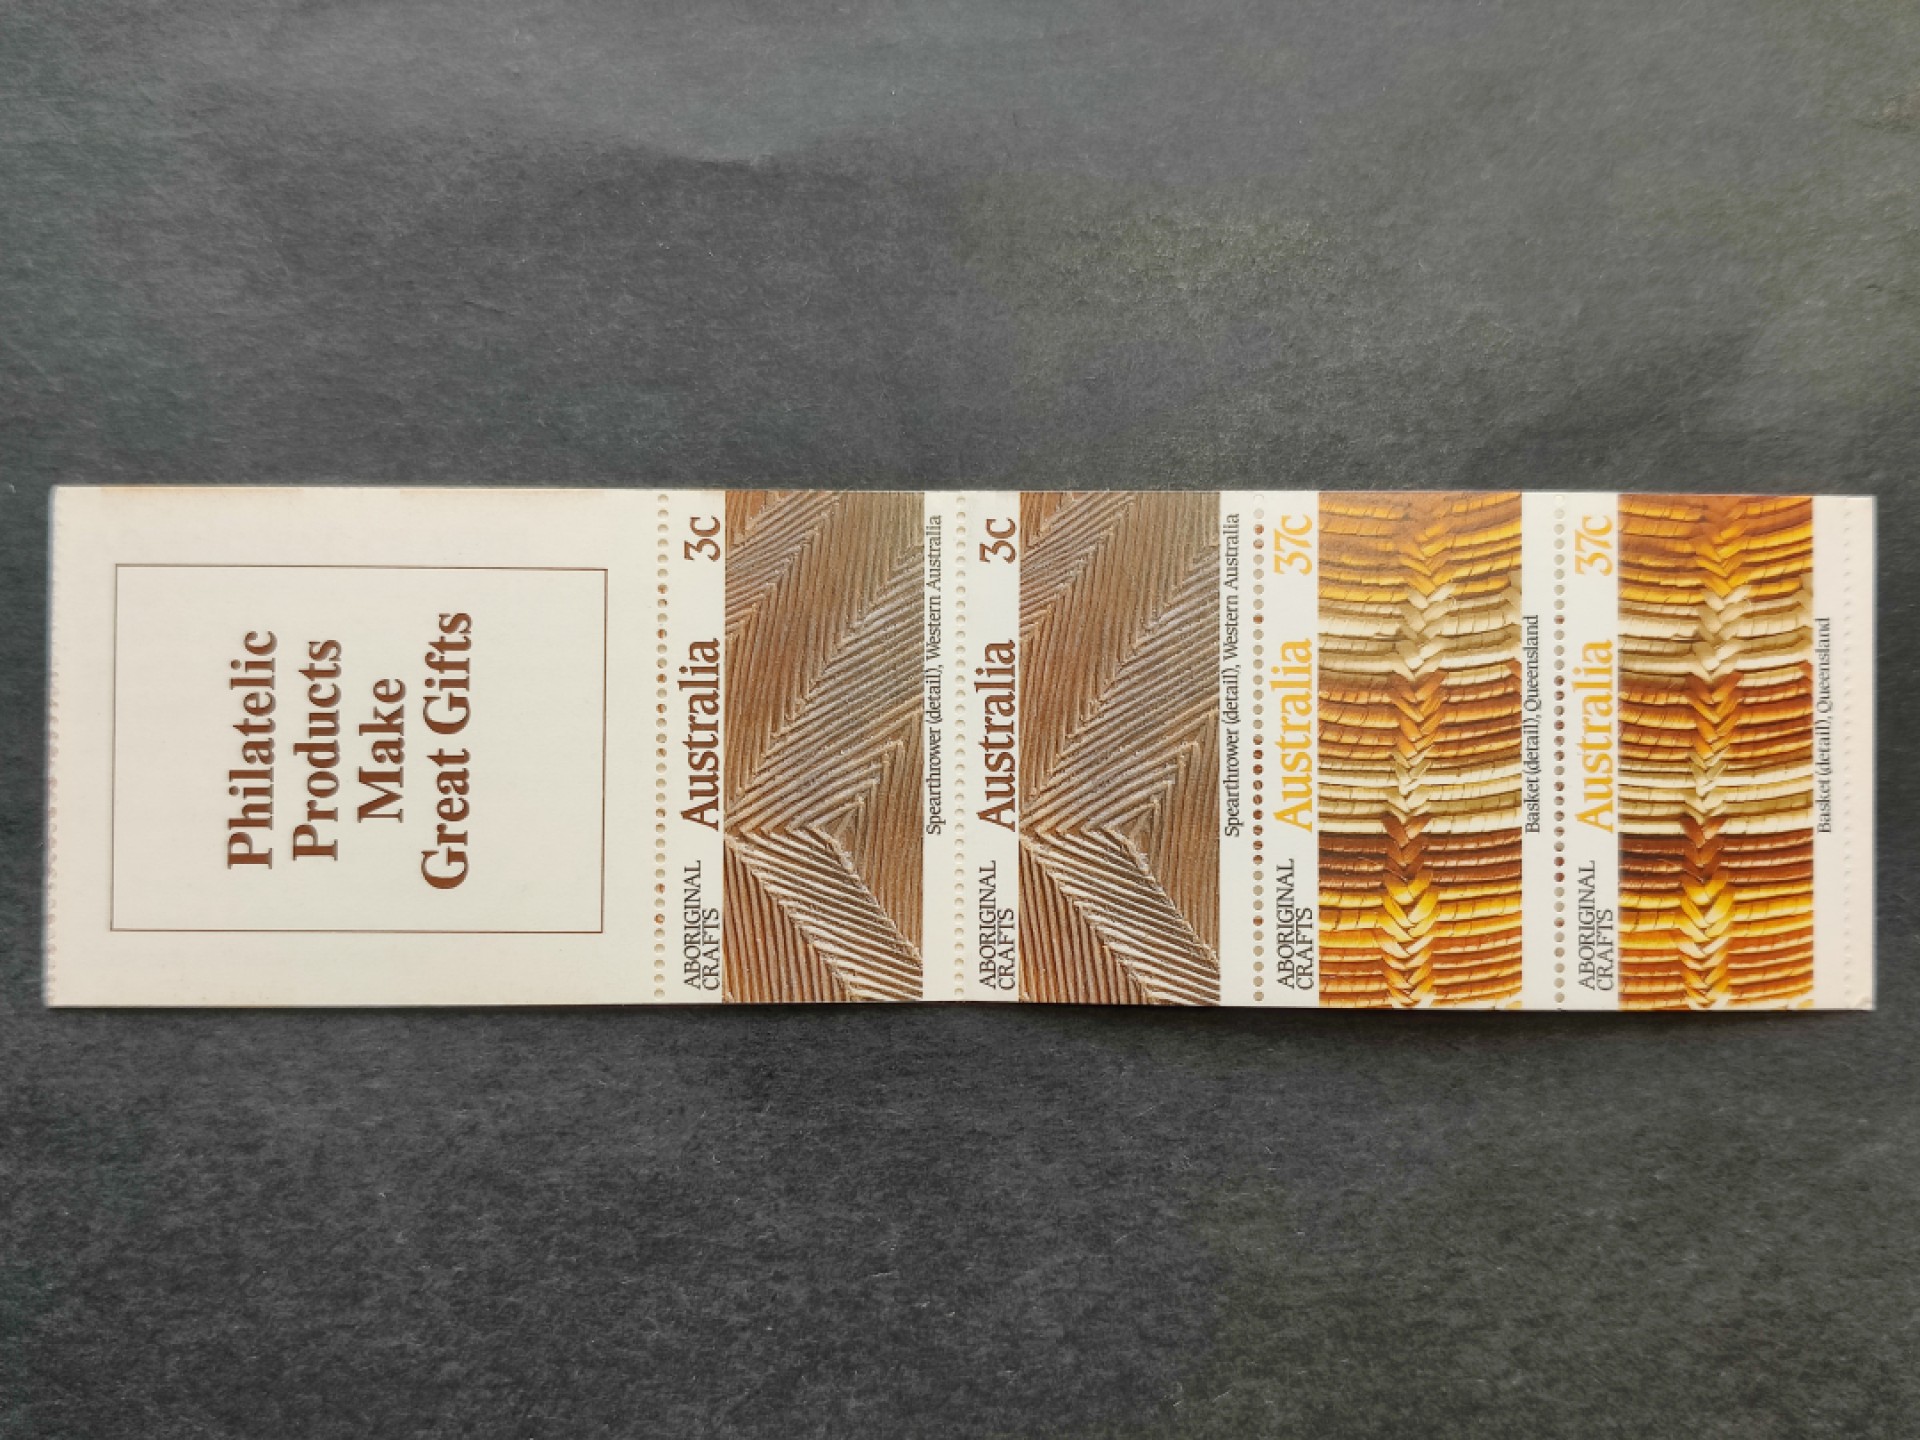 Philatelic
Products
Make
Great Gifts
ABORIGINAL
CRAFTS
Australia 3c
Spearthrower (detail), Western Australia
ABORIGINAL
CRAFTS
Australia 3c
Spearthrower (detail), Western Australia
ABORIGINAL
CRAFTS
Australia 37c
Basket (detail), Queensland
ABORIGINAL
CRAFTS
Australia 37c
Basket (detail), Queensland